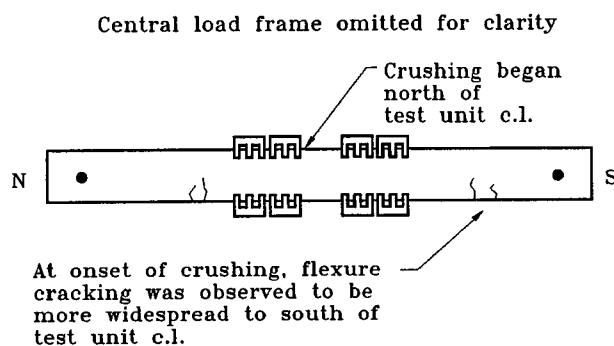 Central load frame omitted for clarity
Crushing began
north of
test unit c.l.
N
S
At onset of crushing, flexure
cracking was observed to be
more widespread to south of
test unit c.l.